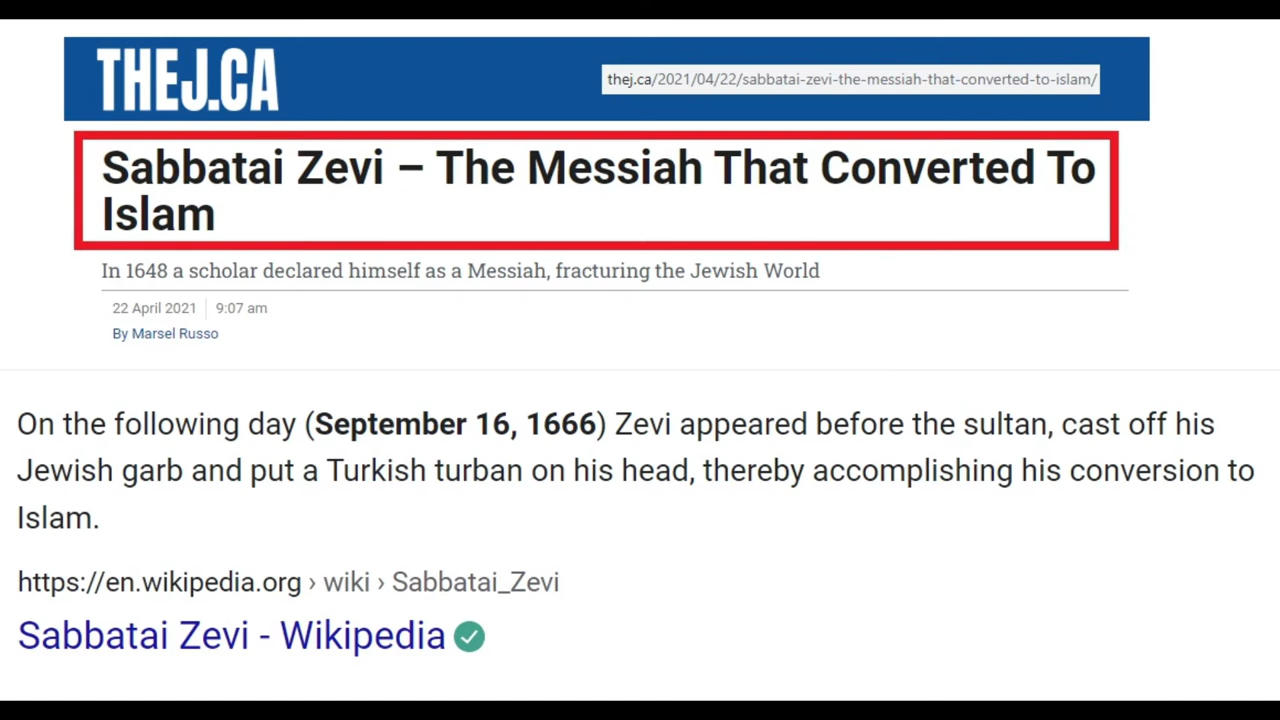 THEJ.CA
thej.ca/2021/04/22/sabbatai-zevi-the-messiah-that-converted-to-islam/
Sabbatai Zevi – The Messiah That Converted To
Islam
In 1648 a scholar declared himself as a Messiah, fracturing the Jewish World
22 April 2021 9:07 am
By Marsel Russo
On the following day (September 16, 1666) Zevi appeared before the sultan, cast off his
Jewish garb and put a Turkish turban on his head, thereby accomplishing his conversion to
Islam.
https://en.wikipedia.org › wiki › Sabbatai_Zevi
Sabbatai Zevi - Wikipedia